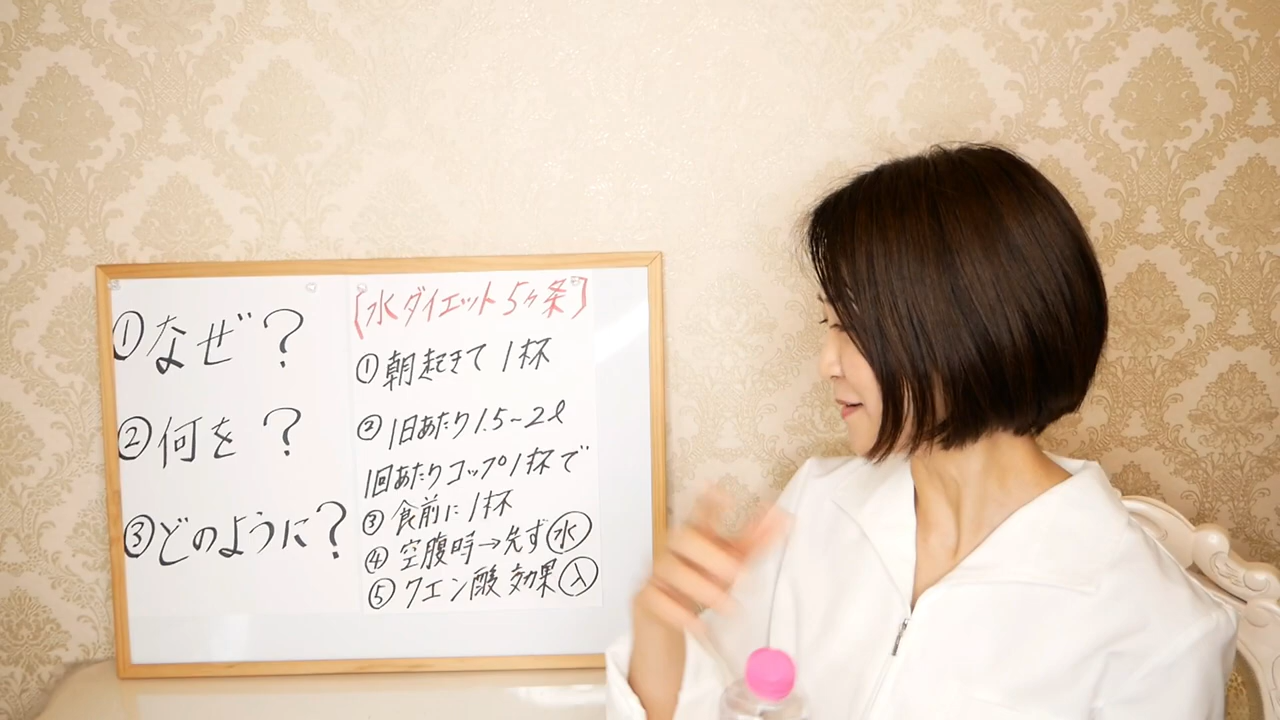 ①なぜ？
②何を？
③どのように？
[水ダイエット5ヶ条]
①朝起きて1杯
②1日あたり1.5~2ℓ
1回あたりコップ1杯で
③食前に1杯
④空腹時→先ず水
⑤クエン酸効果入